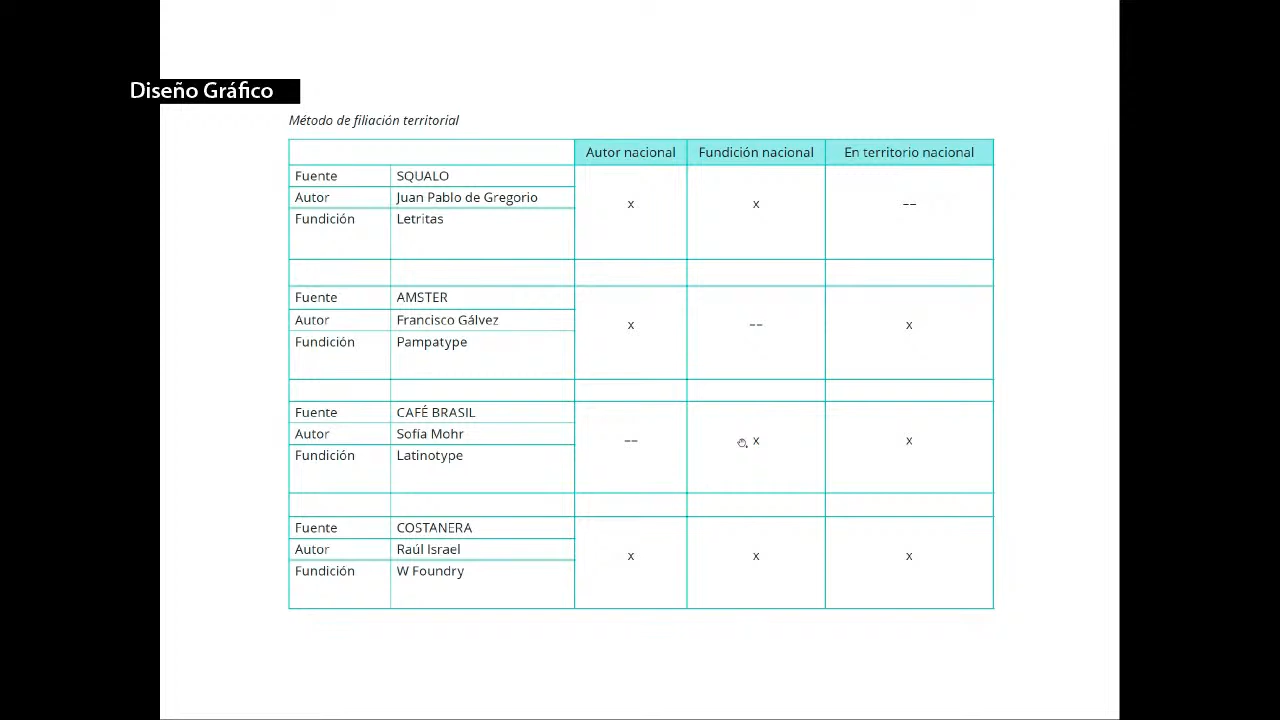 Diseño Gráfico
Método de filiación territorial
Autor nacional Fundición nacional En territorio nacional
Fuente SQUALO
Autor Juan Pablo de Gregorio
x x --
Fundición Letritas
Fuente AMSTER
Autor Francisco Gálvez
x -- x
Fundición Pampatype
Fuente CAFÉ BRASIL
Autor Sofía Mohr
-- x x
Fundición Latinotype
Fuente COSTANERA
Autor Raúl Israel
x x x
Fundición W Foundry